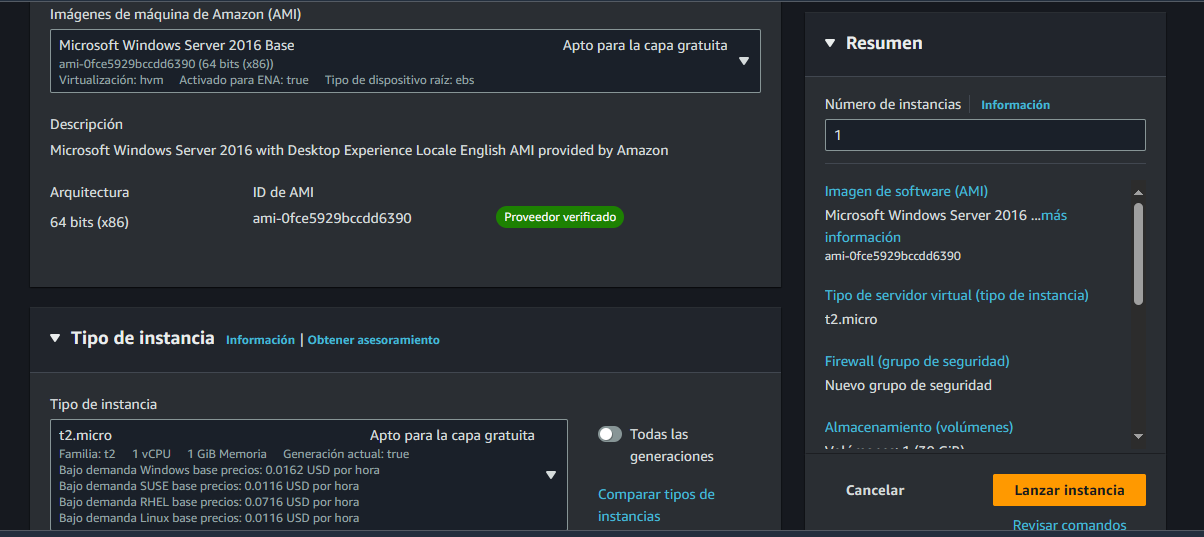 Imágenes de máquina de Amazon (AMI)
Microsoft Windows Server 2016 Base
Apto para la capa gratuita
ami-0fce5929bccdd6390 (64 bits (x86))
Virtualización: hvm Activado para ENA: true Tipo de dispositivo raíz: ebs
Descripción
Microsoft Windows Server 2016 with Desktop Experience Locale English AMI provided by Amazon
Arquitectura
64 bits (x86)
ID de AMI
ami-0fce5929bccdd6390
Proveedor verificado
Tipo de instancia
Información | Obtener asesoramiento
Tipo de instancia
t2.micro
Apto para la capa gratuita
Familia: t2 1 vCPU 1 GiB Memoria Generación actual: true
Bajo demanda Windows base precios: 0.0162 USD por hora
Bajo demanda SUSE base precios: 0.0116 USD por hora
Bajo demanda RHEL base precios: 0.0716 USD por hora
Bajo demanda Linux base precios: 0.0116 USD por hora
Todas las
generaciones
Comparar tipos de
instancias
Resumen
Número de instancias
Información
1
Imagen de software (AMI)
Microsoft Windows Server 2016 ...más
información
ami-0fce5929bccdd6390
Tipo de servidor virtual (tipo de instancia)
t2.micro
Firewall (grupo de seguridad)
Nuevo grupo de seguridad
Almacenamiento (volúmenes)
Cancelar
Lanzar instancia
Revisar comandos